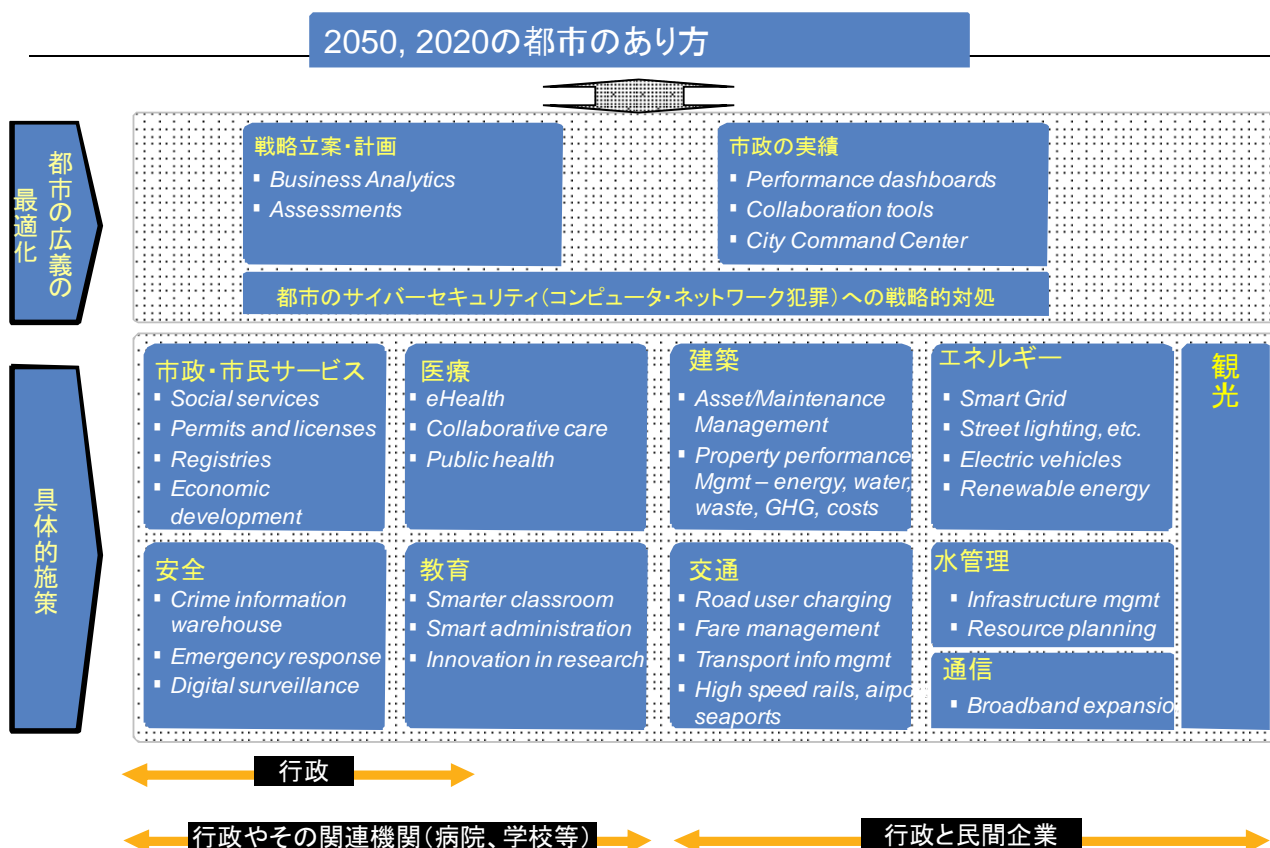 2050, 2020の都市のあり方
都市の広義の
最適化
戦略立案・計画
▪ Business Analytics
▪ Assessments
市政の実績
▪ Performance dashboards
▪ Collaboration tools
▪ City Command Center
都市のサイバーセキュリティ(コンピュータ・ネットワーク犯罪)への戦略的対処
具体的施策
市政・市民サービス
▪ Social services
▪ Permits and licenses
▪ Registries
▪ Economic
development
医療
▪ eHealth
▪ Collaborative care
▪ Public health
建築
▪ Asset/Maintenance
Management
▪ Property performance
Mgmt – energy, water,
waste, GHG, costs
エネルギー
▪ Smart Grid
▪ Street lighting, etc.
▪ Electric vehicles
▪ Renewable energy
観光
安全
▪ Crime information
warehouse
▪ Emergency response
▪ Digital surveillance
教育
▪ Smarter classroom
▪ Smart administration
▪ Innovation in research
交通
▪ Road user charging
▪ Fare management
▪ Transport info mgmt
▪ High speed rails, airpo
seaports
水管理
▪ Infrastructure mgmt
▪ Resource planning
通信
▪ Broadband expansio
行政
行政やその関連機関(病院、学校等)
行政と民間企業